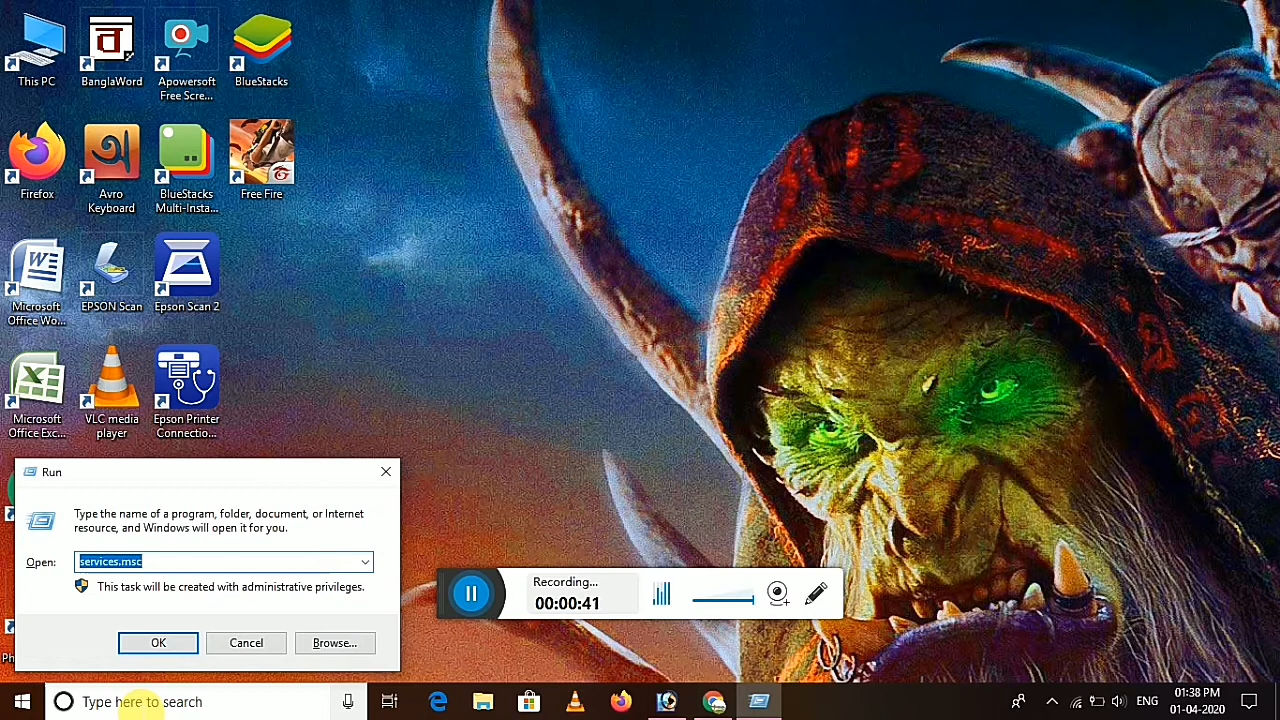 This PC
BanglaWord
Apowersoft
Free Scre...
BlueStacks
Firefox
Avro
Keyboard
BlueStacks
Multi-Insta...
Free Fire
Microsoft
Office Wo...
EPSON Scan
Epson Scan 2
Microsoft
Office Exc...
VLC media
player
Epson Printer
Connectio...
Run
Type the name of a program, folder, document, or Internet
resource, and Windows will open it for you.
Open:
services.msc
This task will be created with administrative privileges.
OK
Cancel
Browse...
Ph
Recording...
00:00:41
Type here to search
ENG
01:38 PM
01-04-2020